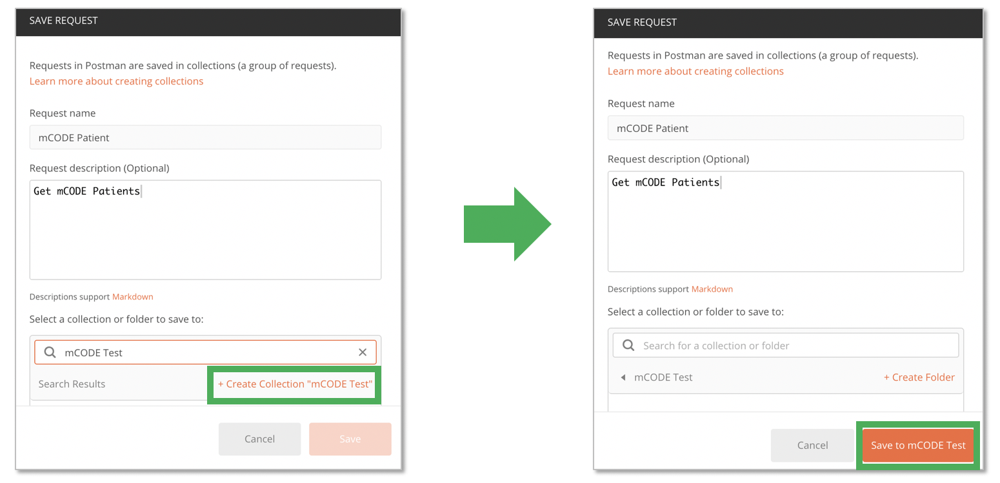 SAVE REQUEST
Requests in Postman are saved in collections (a group of requests).
Learn more about creating collections
Request name
mCODE Patient
Request description (Optional)
Get mCODE Patients
Descriptions support Markdown
Select a collection or folder to save to:
mCODE Test
Search Results
+ Create Collection "mCODE Test"
Cancel
Save
SAVE REQUEST
Requests in Postman are saved in collections (a group of requests).
Learn more about creating collections
Request name
mCODE Patient
Request description (Optional)
Get mCODE Patients
Descriptions support Markdown
Select a collection or folder to save to:
Search for a collection or folder
mCODE Test
+ Create Folder
Cancel
Save to mCODE Test